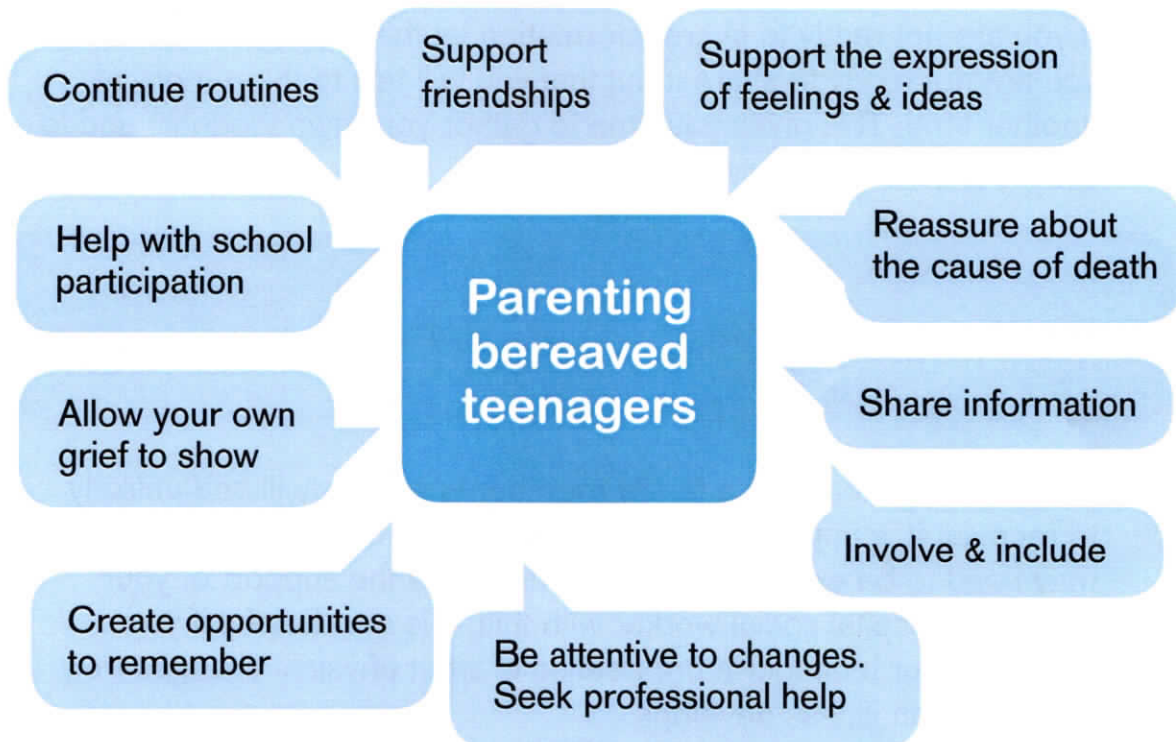 Continue routines
Support
friendships
Support the expression
of feelings & ideas
Help with school
participation
Parenting
bereaved
teenagers
Reassure about
the cause of death
Allow your own
grief to show
Share information
Involve & include
Create opportunities
to remember
Be attentive to changes.
Seek professional help